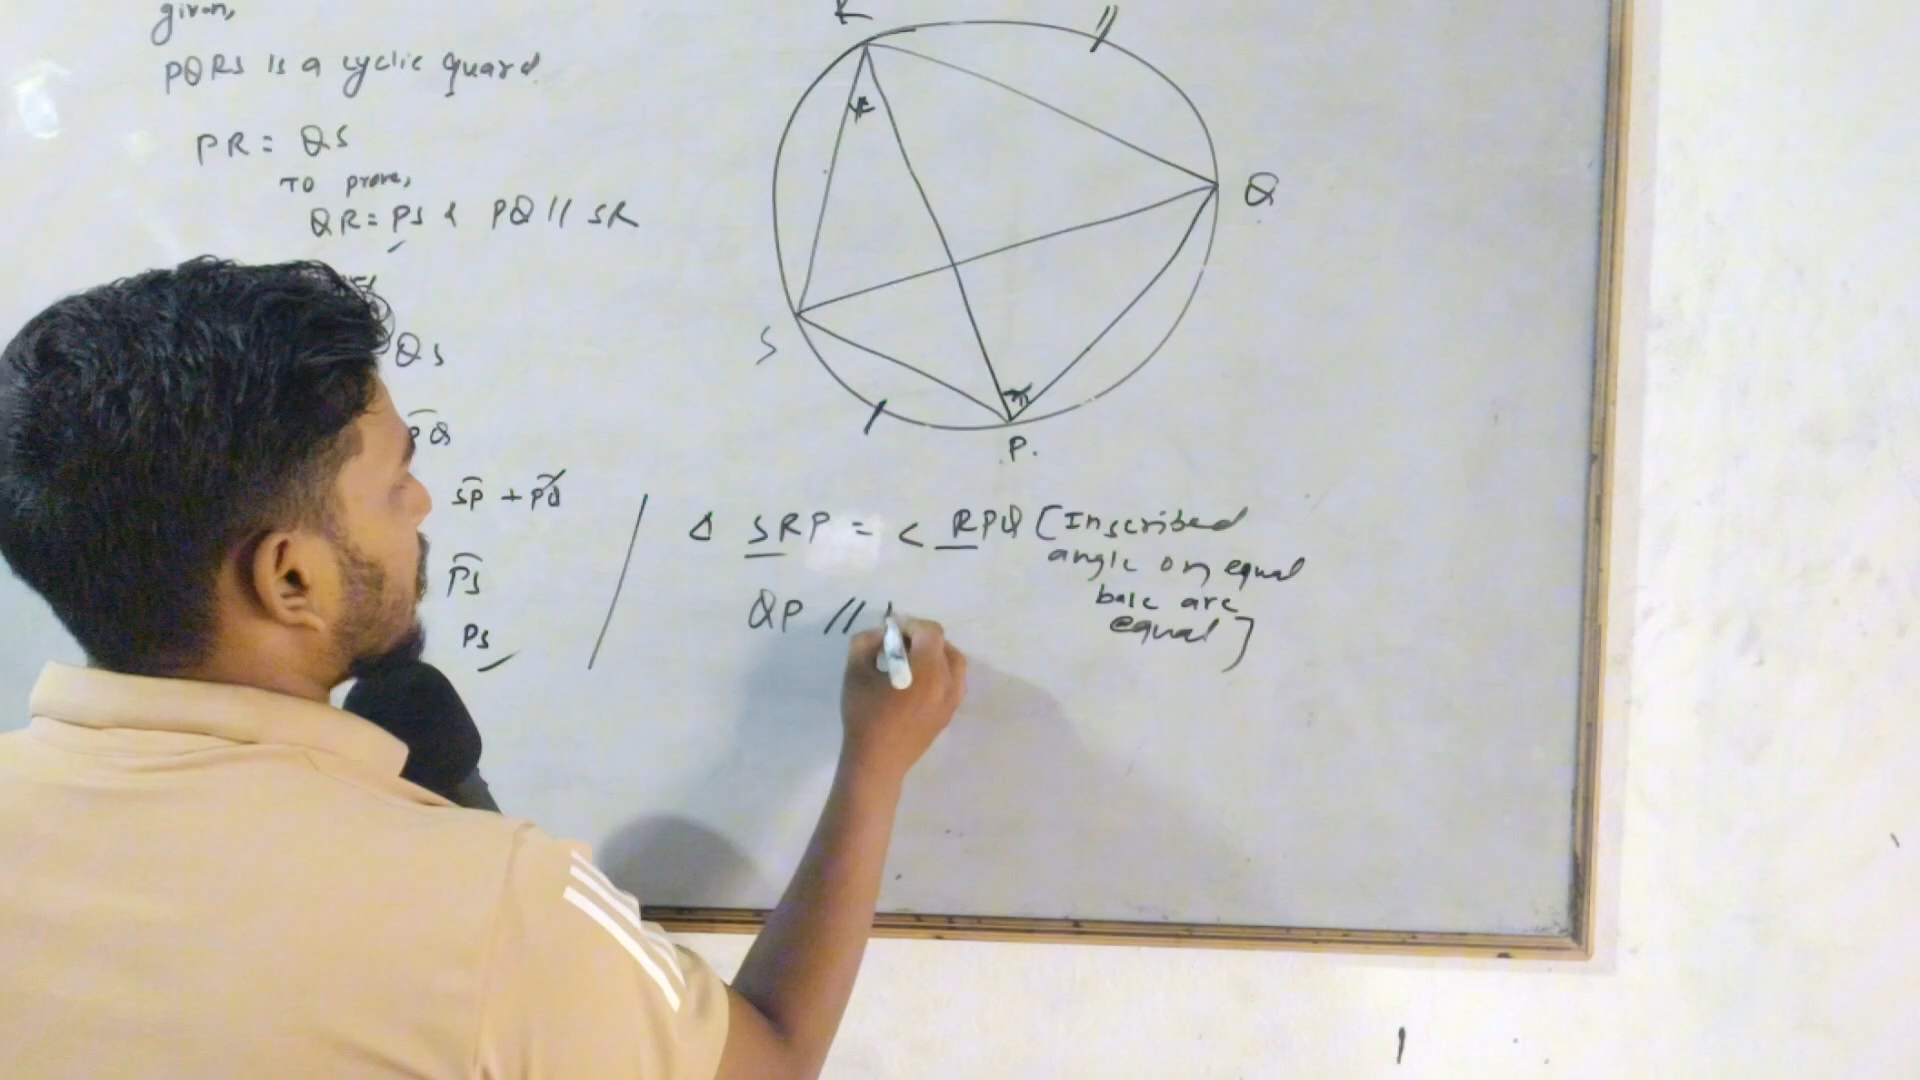 given,
PQRS is a cyclic quard.
PR = QS
TO prove,
QR = PS & PQ // SR
QS
PQ
SP + PQ
PS
PS
R
Q
S
P.
∆ SRP = < RPQ [Inscribed
angle on equal
base are
equal]
QP //